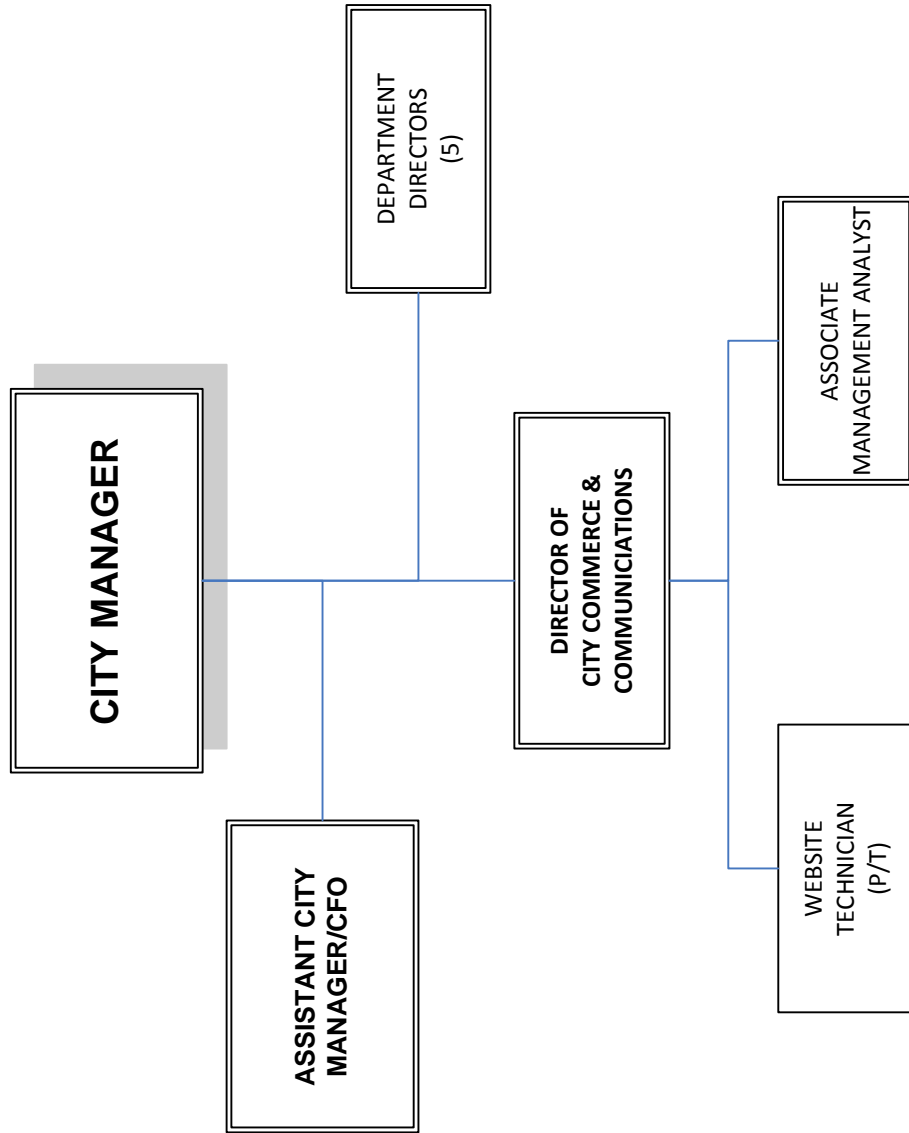 CITY MANAGER
ASSISTANT CITY
MANAGER/CFO
DEPARTMENT
DIRECTORS
(5)
DIRECTOR OF
CITY COMMERCE &
COMMUNICIATIONS
WEBSITE
TECHNICIAN
(P/T)
ASSOCIATE
MANAGEMENT ANALYST